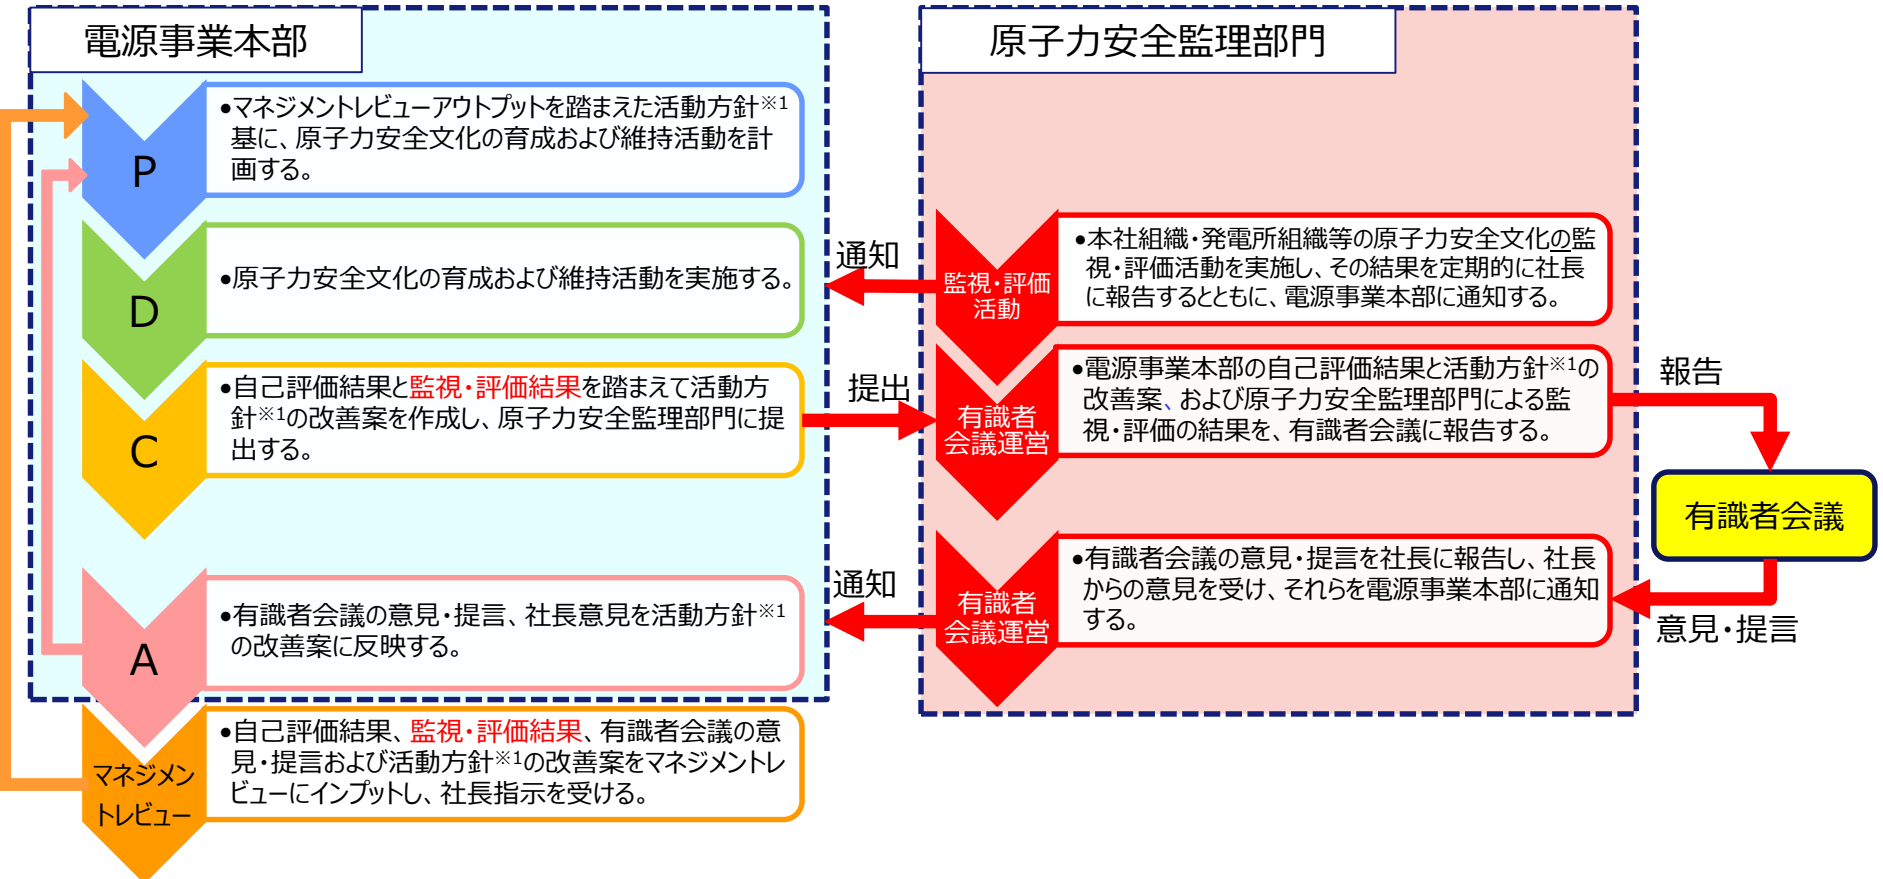 電源事業本部
P
●マネジメントレビューアウトプットを踏まえた活動方針※1
基に、原子力安全文化の育成および維持活動を計
画する。
D
●原子力安全文化の育成および維持活動を実施する。
C
●自己評価結果と監視・評価結果を踏まえて活動方
針※1の改善案を作成し、原子力安全監理部門に提
出する。
A
●有識者会議の意見・提言、社長意見を活動方針※1
の改善案に反映する。
マネジメン
トレビュー
●自己評価結果、監視・評価結果、有識者会議の意
見・提言および活動方針※1の改善案をマネジメントレ
ビューにインプットし、社長指示を受ける。
通知
提出
通知
原子力安全監理部門
監視・評価
活動
●本社組織・発電所組織等の原子力安全文化の監
視・評価活動を実施し、その結果を定期的に社長
に報告するとともに、電源事業本部に通知する。
有識者
会議運営
●電源事業本部の自己評価結果と活動方針※1の
改善案、および原子力安全監理部門による監
視・評価の結果を、有識者会議に報告する。
有識者
会議運営
●有識者会議の意見・提言を社長に報告し、社長
からの意見を受け、それらを電源事業本部に通知
する。
報告
有識者会議
意見・提言